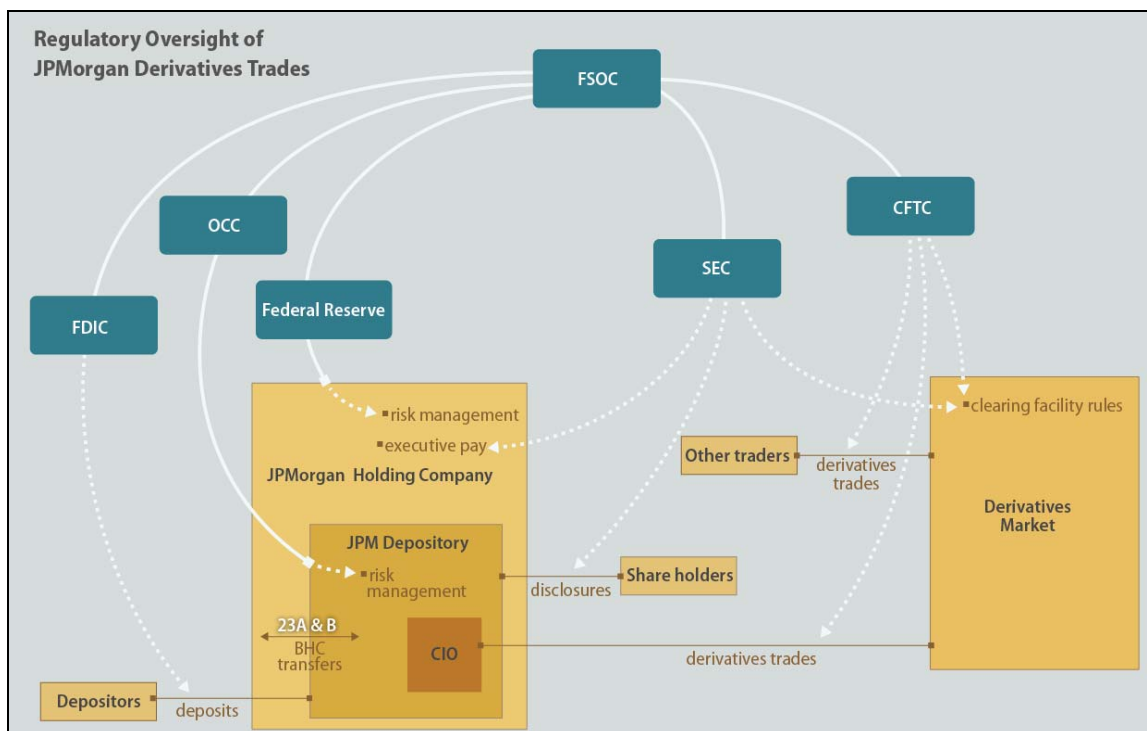 Regulatory Oversight of
JPMorgan Derivatives Trades
FSOC
OCC
CFTC
SEC
Federal Reserve
FDIC
risk management
executive pay
JPMorgan Holding Company
clearing facility rules
Other traders
derivatives
trades
Derivatives
Market
JPM Depository
risk
management
Share holders
disclosures
23A & B
BHC
transfers
CIO
derivatives trades
Depositors
deposits